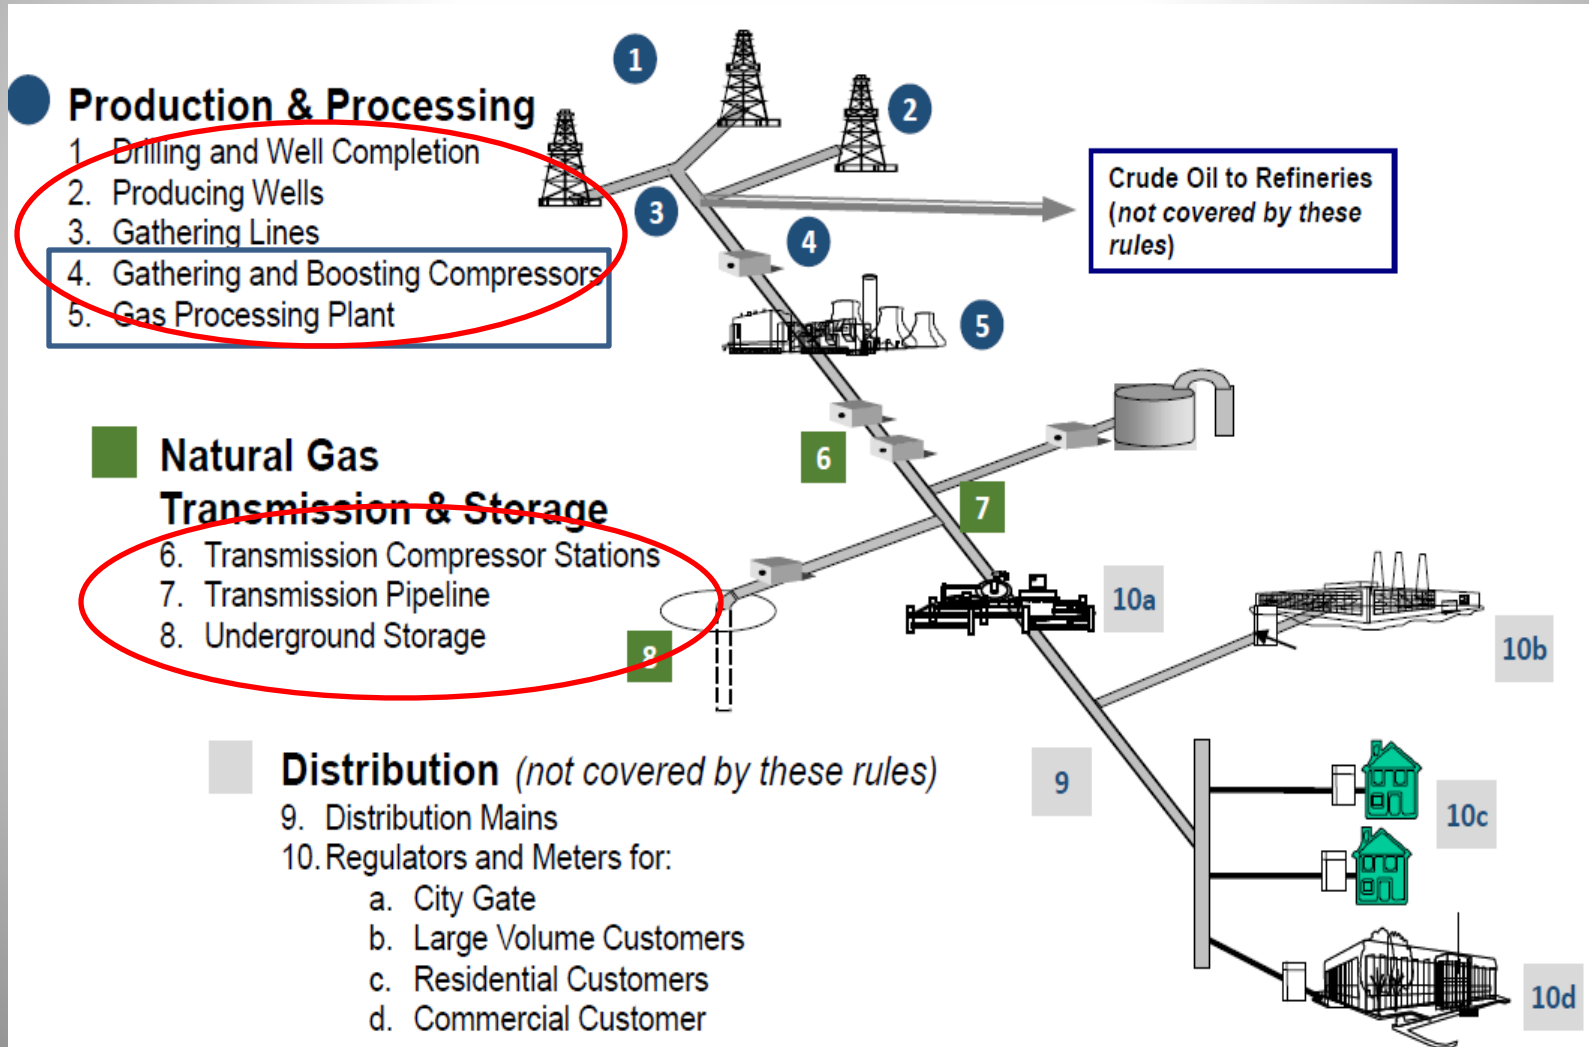 Production & Processing
1. Drilling and Well Completion
2. Producing Wells
3. Gathering Lines
4. Gathering and Boosting Compressors
5. Gas Processing Plant
Natural Gas
Transmission & Storage
6. Transmission Compressor Stations
7. Transmission Pipeline
8. Underground Storage
Distribution (not covered by these rules)
9. Distribution Mains
10. Regulators and Meters for:
a. City Gate
b. Large Volume Customers
c. Residential Customers
d. Commercial Customer
1
2
3
4
5
Crude Oil to Refineries
(not covered by these
rules)
6
7
8
10a
10b
9
10c
10d